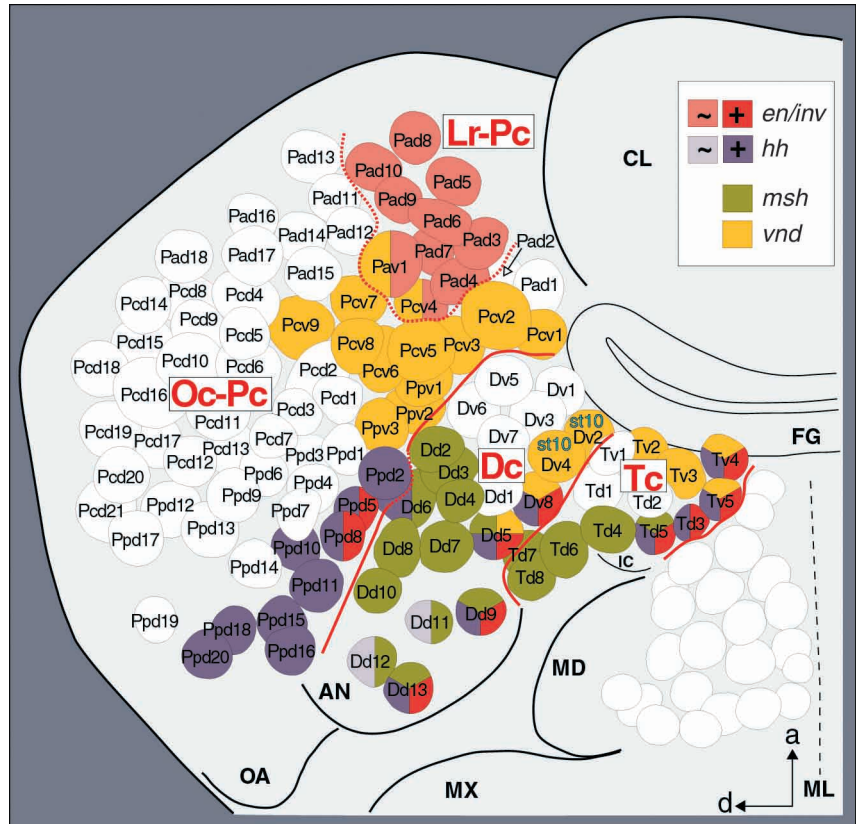 Lr-Pc
CL
~ + en/inv
~ + hh
msh
vnd
Pad8
Pad13
Pad10
Pad5
Pad11
Pad9
Pad16
Pad6
Pad14
Pad12
Pad3
Pad2
Pad18
Pad17
Pad7
Pav1
Pad15
Pad4
Pad1
Pcd8
Pcd4
Pcd14
Pcv7
Pcv4
Pcd9
Pcv9
Pcv2
Pcd5
Pcd15
Pcv8
Pcv5
Pcv3
Pcv1
Pcd18
Pcd10
Pcd6
Pcd2
Pcv6
Dv5
Pcd16
Oc-Pc
Pcd1
Ppv1
Dv1
Pcd3
Ppv2
Dv6
Dv3
st10
Pcd11
Pcd19
Pcd17
Pcd13
Pcd7
Ppv3
Dv7
Dv2
Tv2
FG
Pcd12
Ppd3
Ppd1
Dd2
st10
Tv1
Tv4
Pcd20
Ppd6
Ppd4
Ppd2
Dd3
Dc
Dv4
Tc
Tv3
Pcd21
Ppd12
Ppd9
Ppd7
Ppd5
Dd6
Dd4
Dd1
Dv8
Td1
Td2
Tv5
Ppd17
Ppd13
Ppd10
Ppd8
Dd8
Dd7
Dd5
Td7
Td6
Td4
Td5
Td3
Ppd14
Ppd11
Dd10
Td8
IC
Ppd19
Ppd18
Ppd15
Dd11
Dd9
Ppd20
Ppd16
Dd12
AN
Dd13
MD
OA
MX
a
d
ML